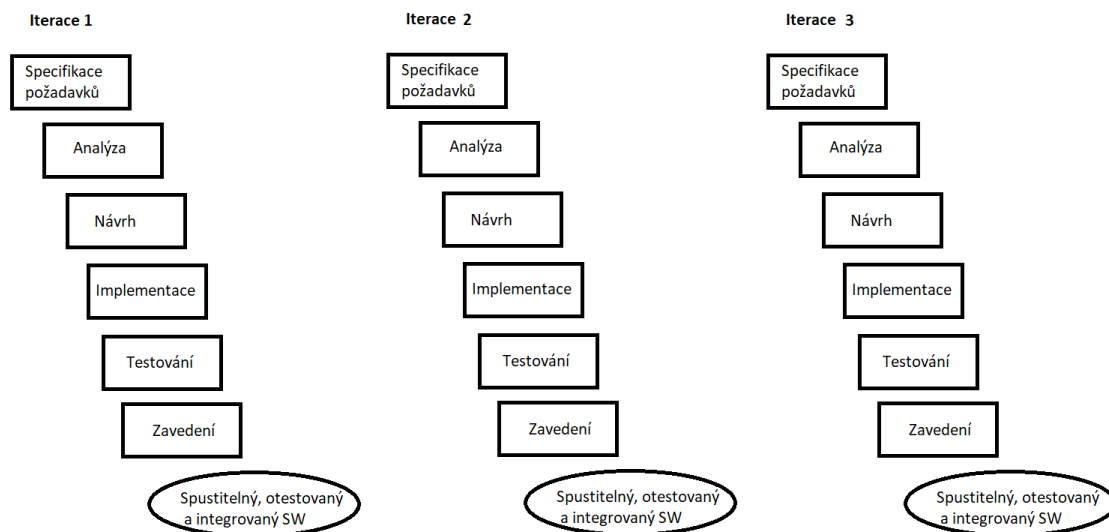 Iterace 1
Specifikace
požadavků
Analýza
Návrh
Implementace
Testování
Zavedení
Spustitelný, otestovaný
a integrovaný SW
Iterace 2
Specifikace
požadavků
Analýza
Návrh
Implementace
Testování
Zavedení
Spustitelný, otestovaný
a integrovaný SW
Iterace 3
Specifikace
požadavků
Analýza
Návrh
Implementace
Testování
Zavedení
Spustitelný, otestovaný
a integrovaný SW